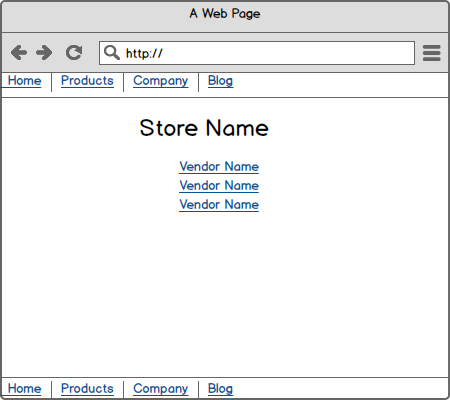 A Web Page
http://
Home Products Company Blog
Store Name
Vendor Name
Vendor Name
Vendor Name
Home Products Company Blog